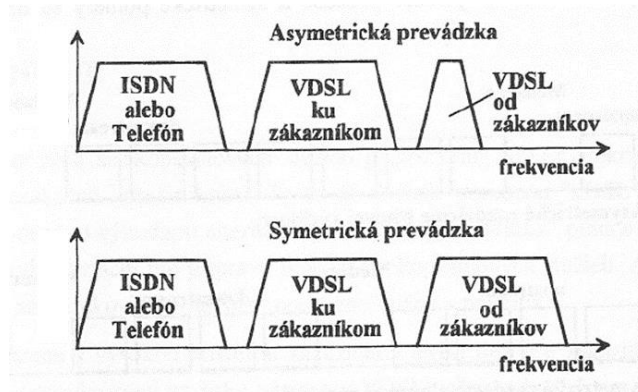 Asymetrická prevádzka
ISDN
alebo
Telefón
VDSL
ku
zákazníkom
VDSL
od
zákazníkov
frekvencia
Symetrická prevádzka
ISDN
alebo
Telefón
VDSL
ku
zákazníkom
VDSL
od
zákazníkov
frekvencia